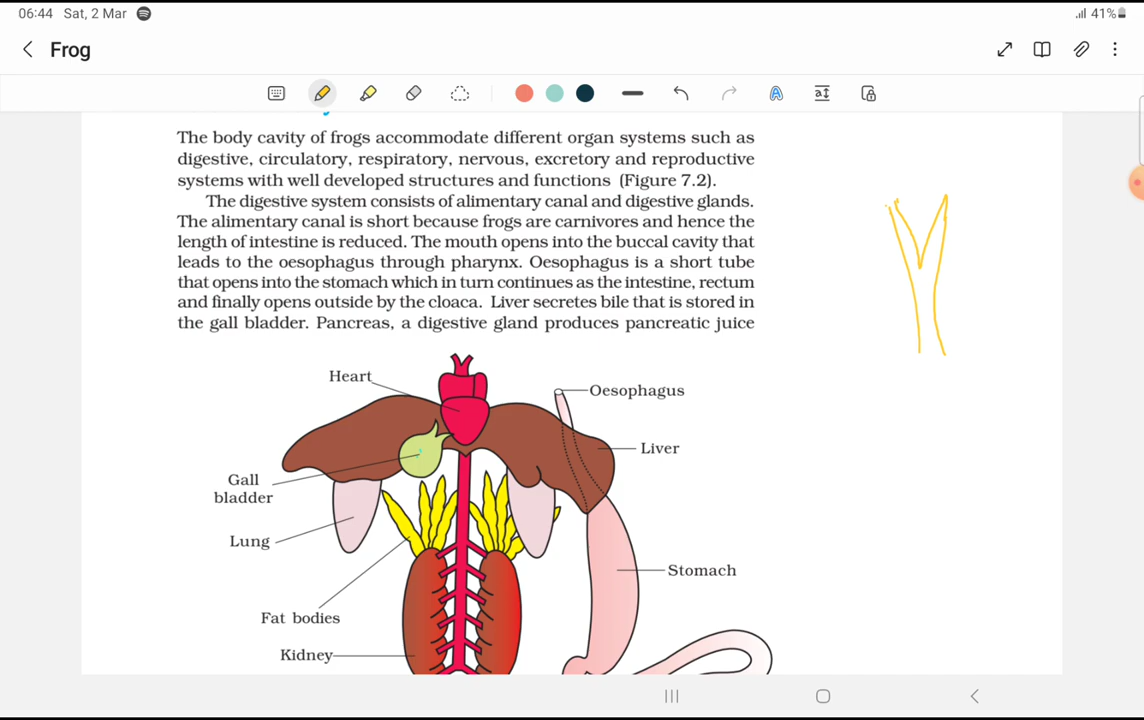 06:44 Sat, 2 Mar
41%
Frog
The body cavity of frogs accommodate different organ systems such as
digestive, circulatory, respiratory, nervous, excretory and reproductive
systems with well developed structures and functions (Figure 7.2).
The digestive system consists of alimentary canal and digestive glands.
The alimentary canal is short because frogs are carnivores and hence the
length of intestine is reduced. The mouth opens into the buccal cavity that
leads to the oesophagus through pharynx. Oesophagus is a short tube
that opens into the stomach which in turn continues as the intestine, rectum
and finally opens outside by the cloaca. Liver secretes bile that is stored in
the gall bladder. Pancreas, a digestive gland produces pancreatic juice
Heart
Oesophagus
Liver
Gall
bladder
Lung
Stomach
Fat bodies
Kidney